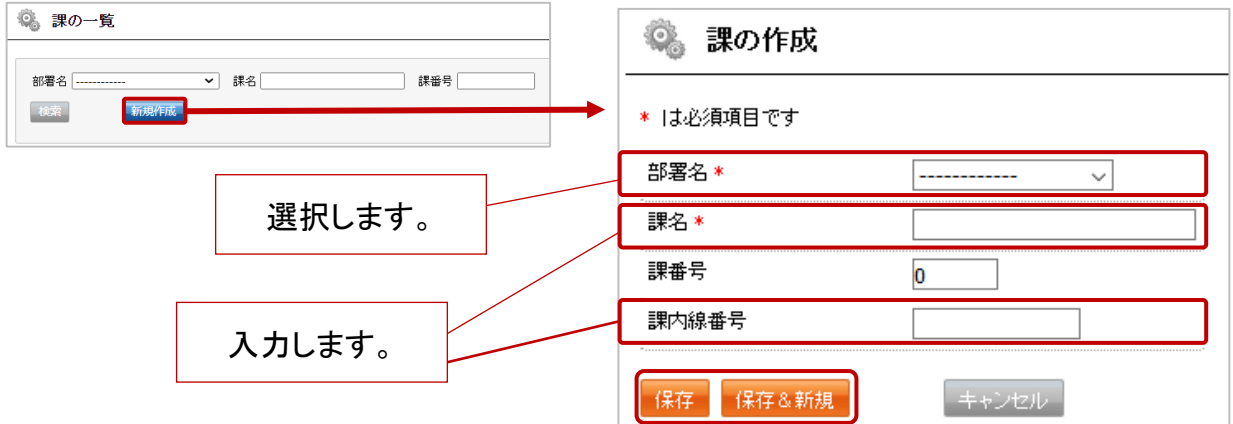 課の一覧
部署名 ------------ 課名 課番号
検索 新規作成
選択します。
入力します。
課の作成
* は必須項目です
部署名 * ------------
課名 *
課番号 0
課内線番号
保存 保存&新規 キャンセル